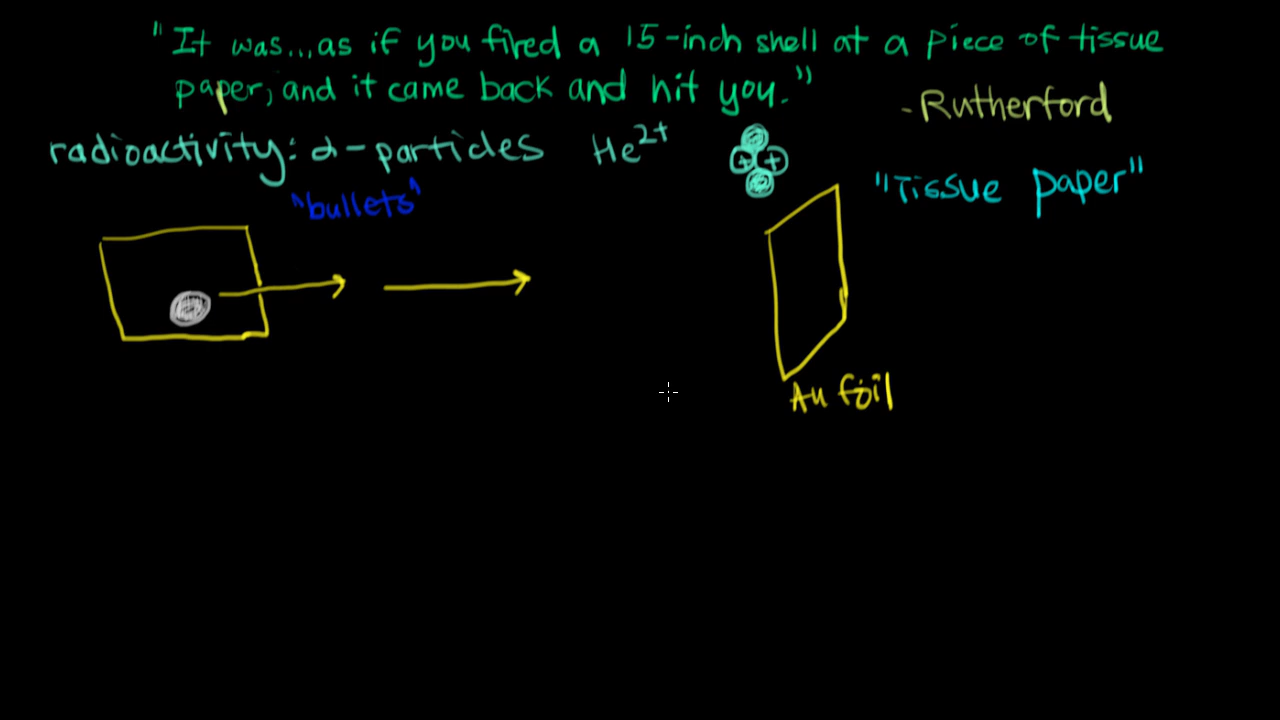 "It was...as if you fired a 15-inch shell at a piece of tissue
paper, and it came back and hit you."
-Rutherford
radioactivity: α-particles He²⁺
+ +
"Tissue paper"
"bullets"
Au foil